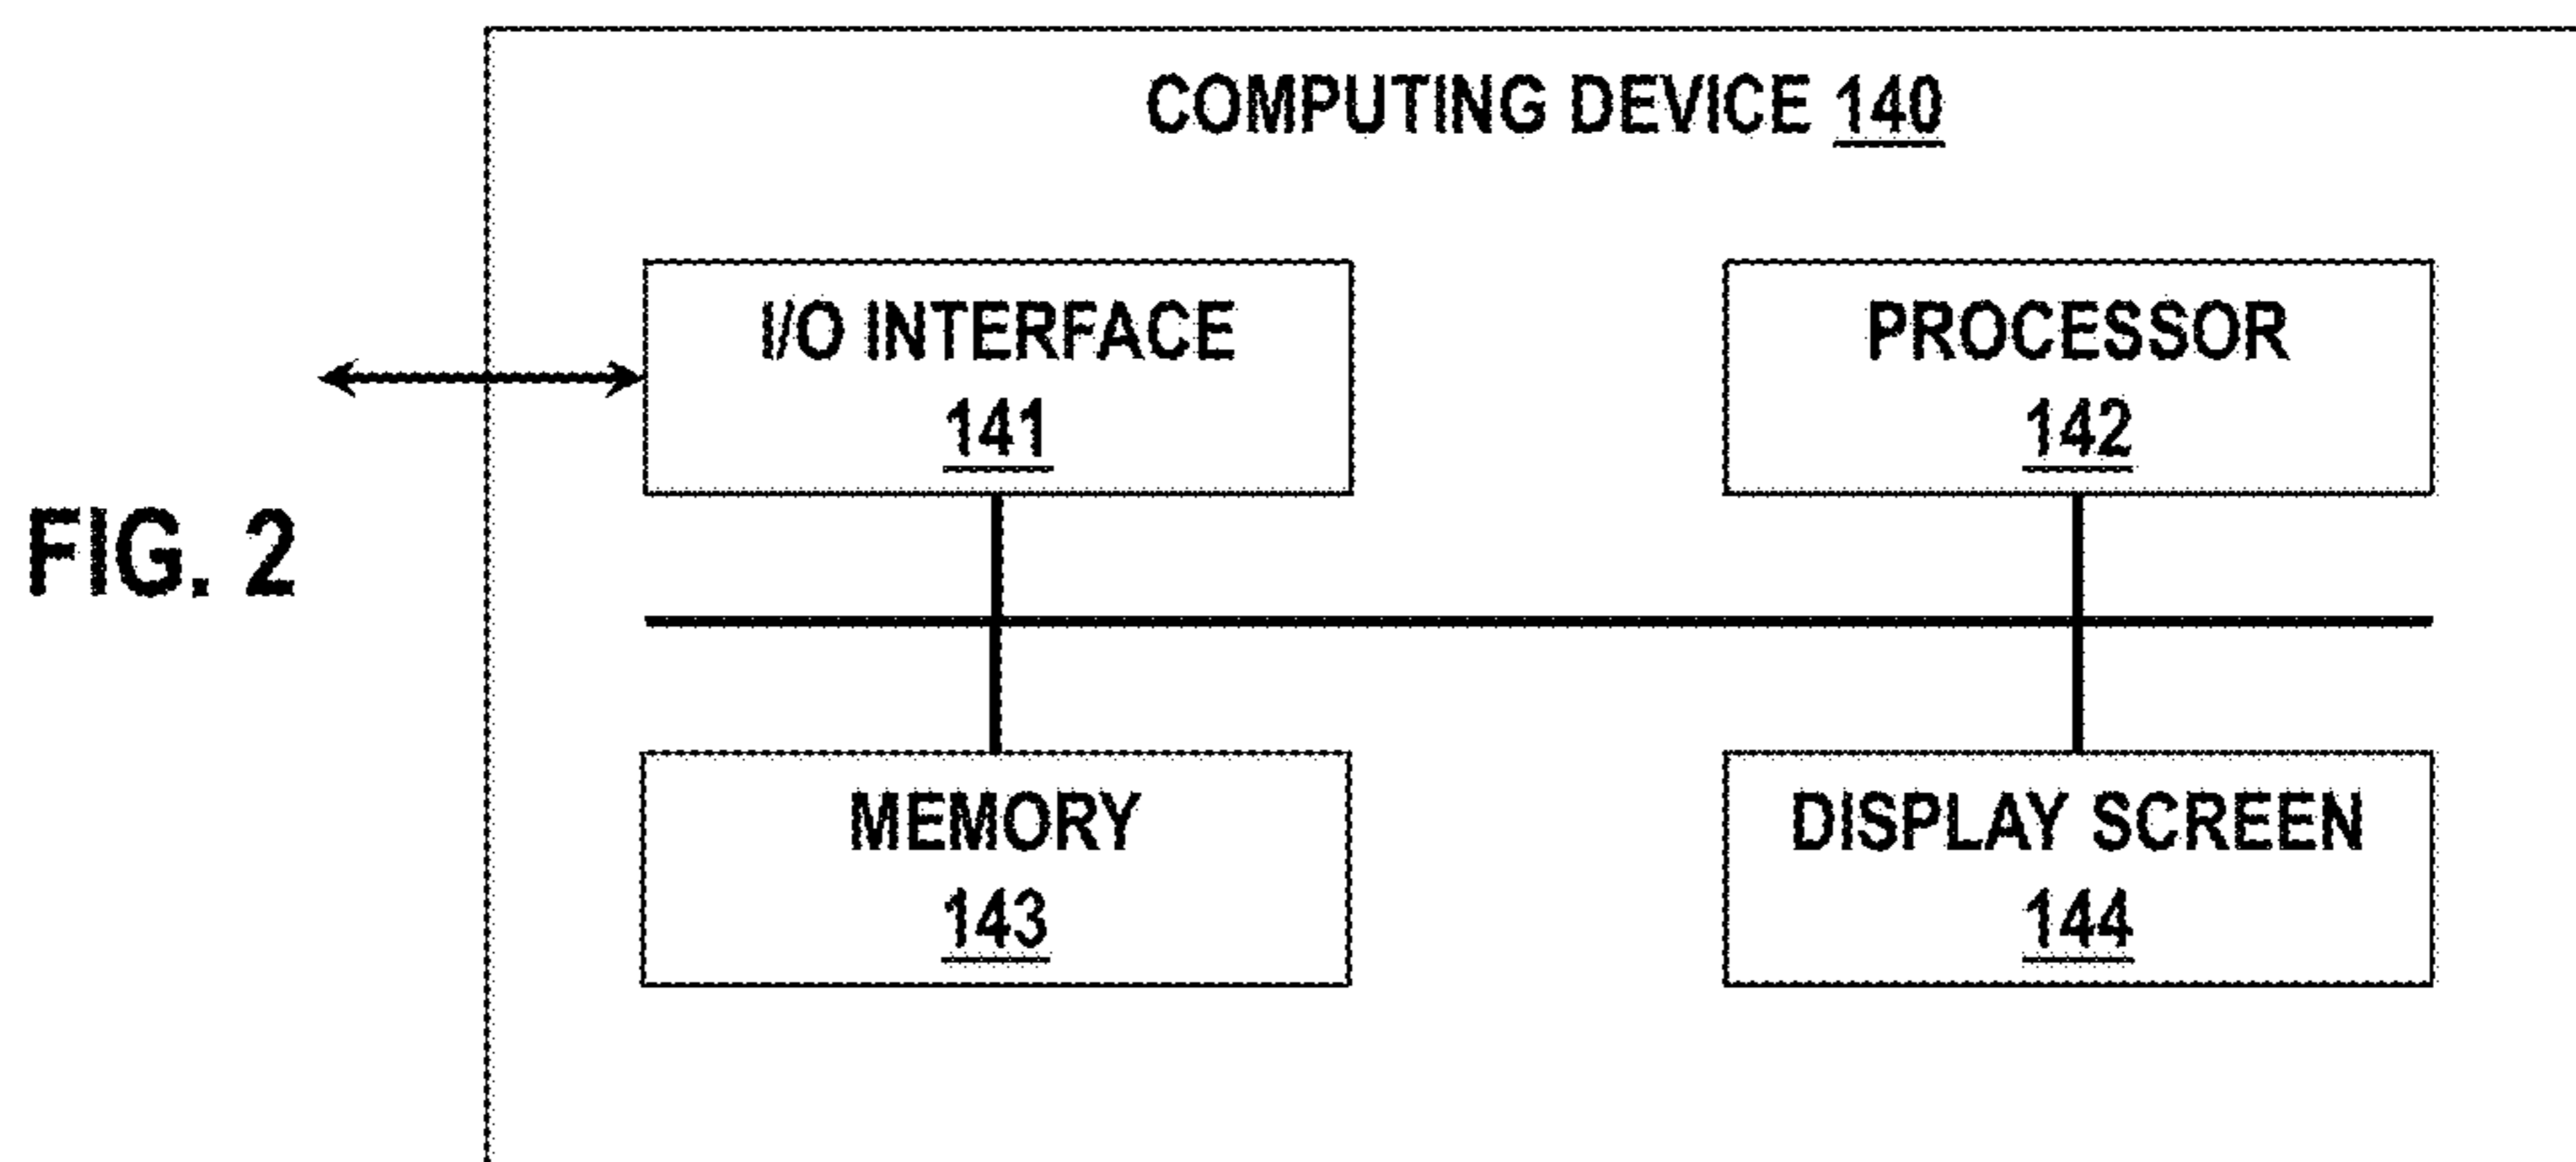 COMPUTING DEVICE 140
I/O INTERFACE
141
PROCESSOR
142
FIG. 2
MEMORY
143
DISPLAY SCREEN
144